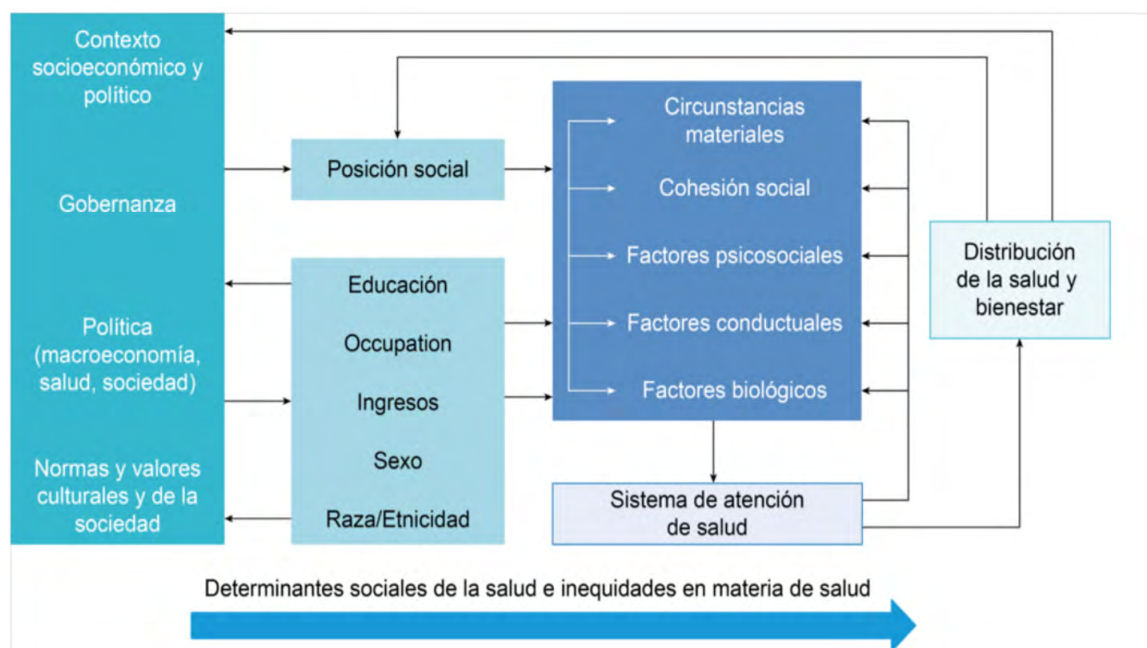 Contexto
socioeconómico y
político
Gobernanza
Política
(macroeconomía,
salud, sociedad)
Normas y valores
culturales y de la
sociedad
Posición social
Educación
Occupation
Ingresos
Sexo
Raza/Etnicidad
Circunstancias
materiales
Cohesión social
Factores psicosociales
Factores conductuales
Factores biológicos
Sistema de atención
de salud
Distribución
de la salud y
bienestar
Determinantes sociales de la salud e inequidades en materia de salud